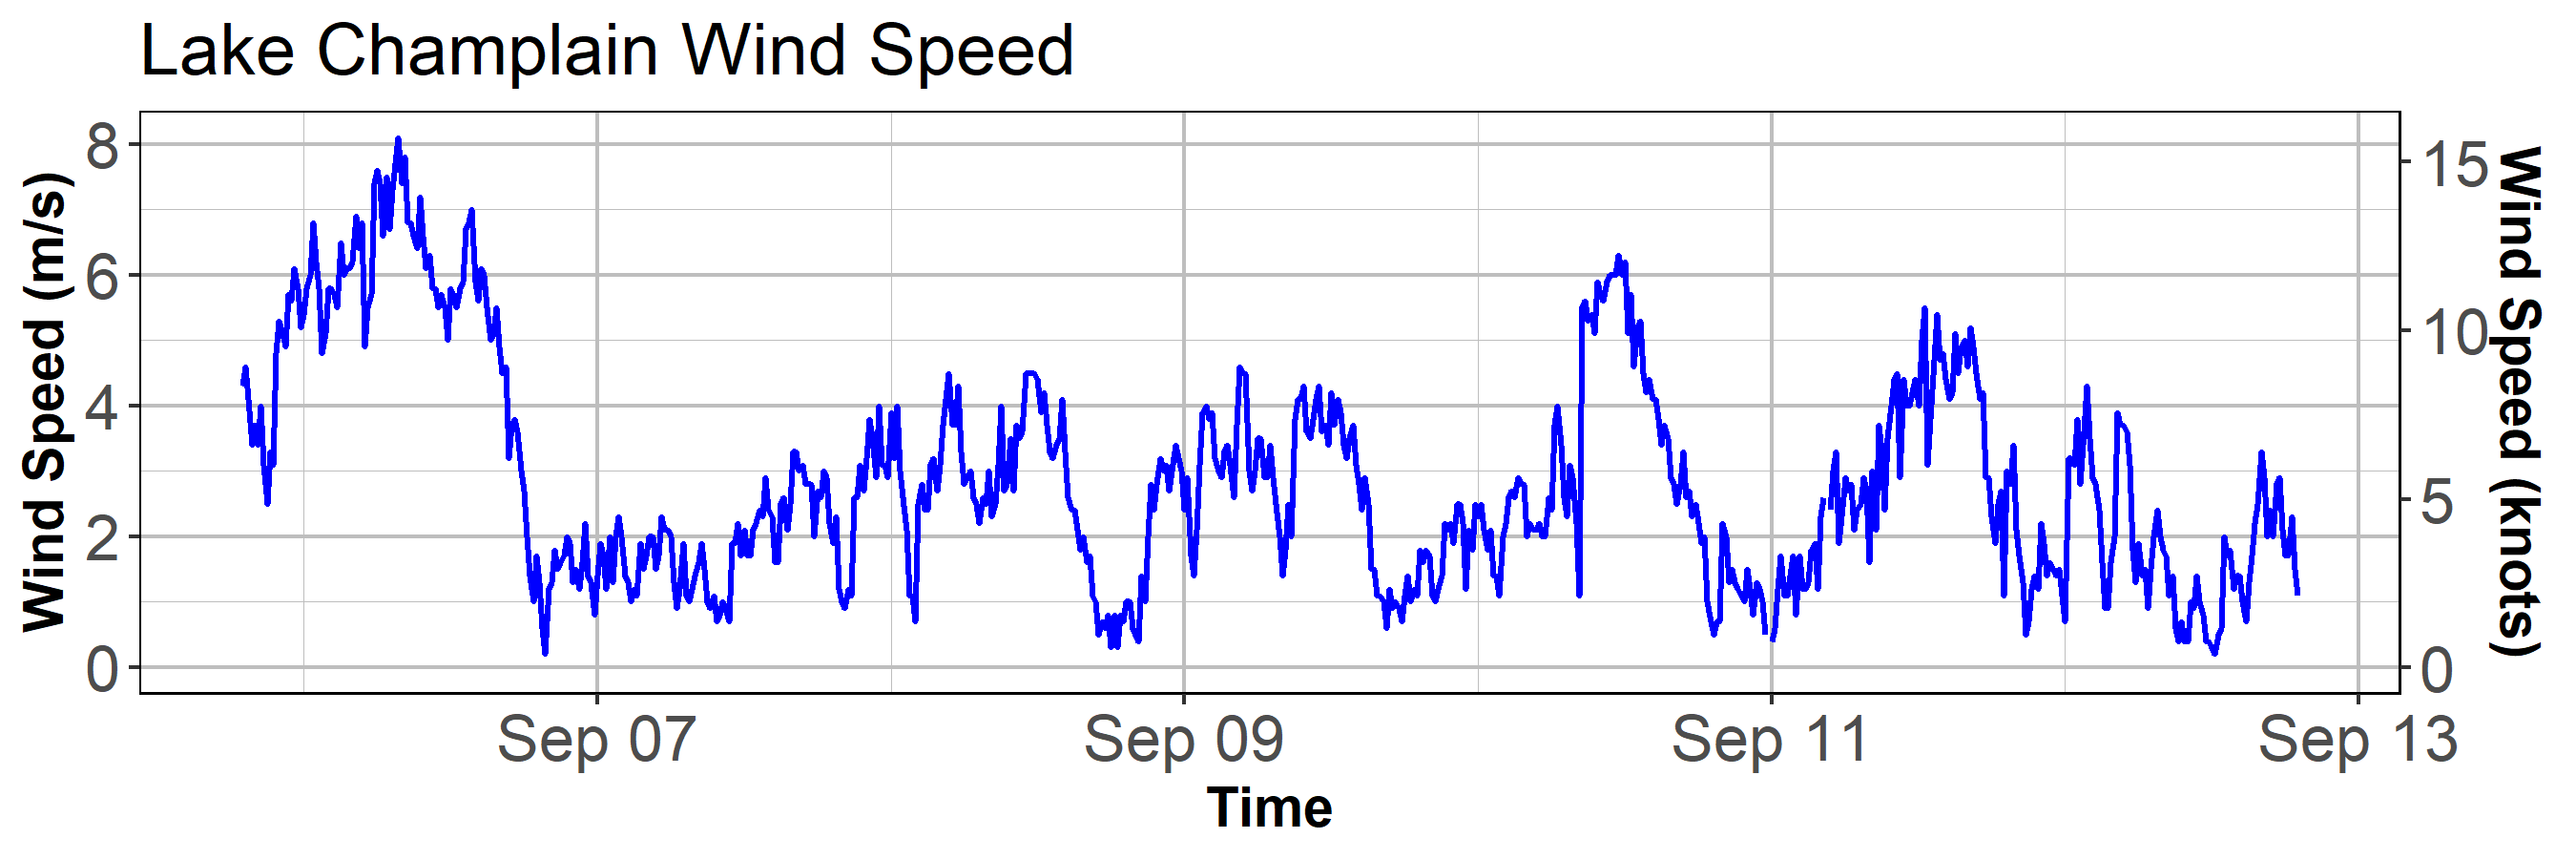 Lake Champlain Wind Speed
Wind Speed (m/s)
8
6
4
2
0
15
10
5
0
Wind Speed (knots)
Sep 07
Sep 09
Sep 11
Sep 13
Time